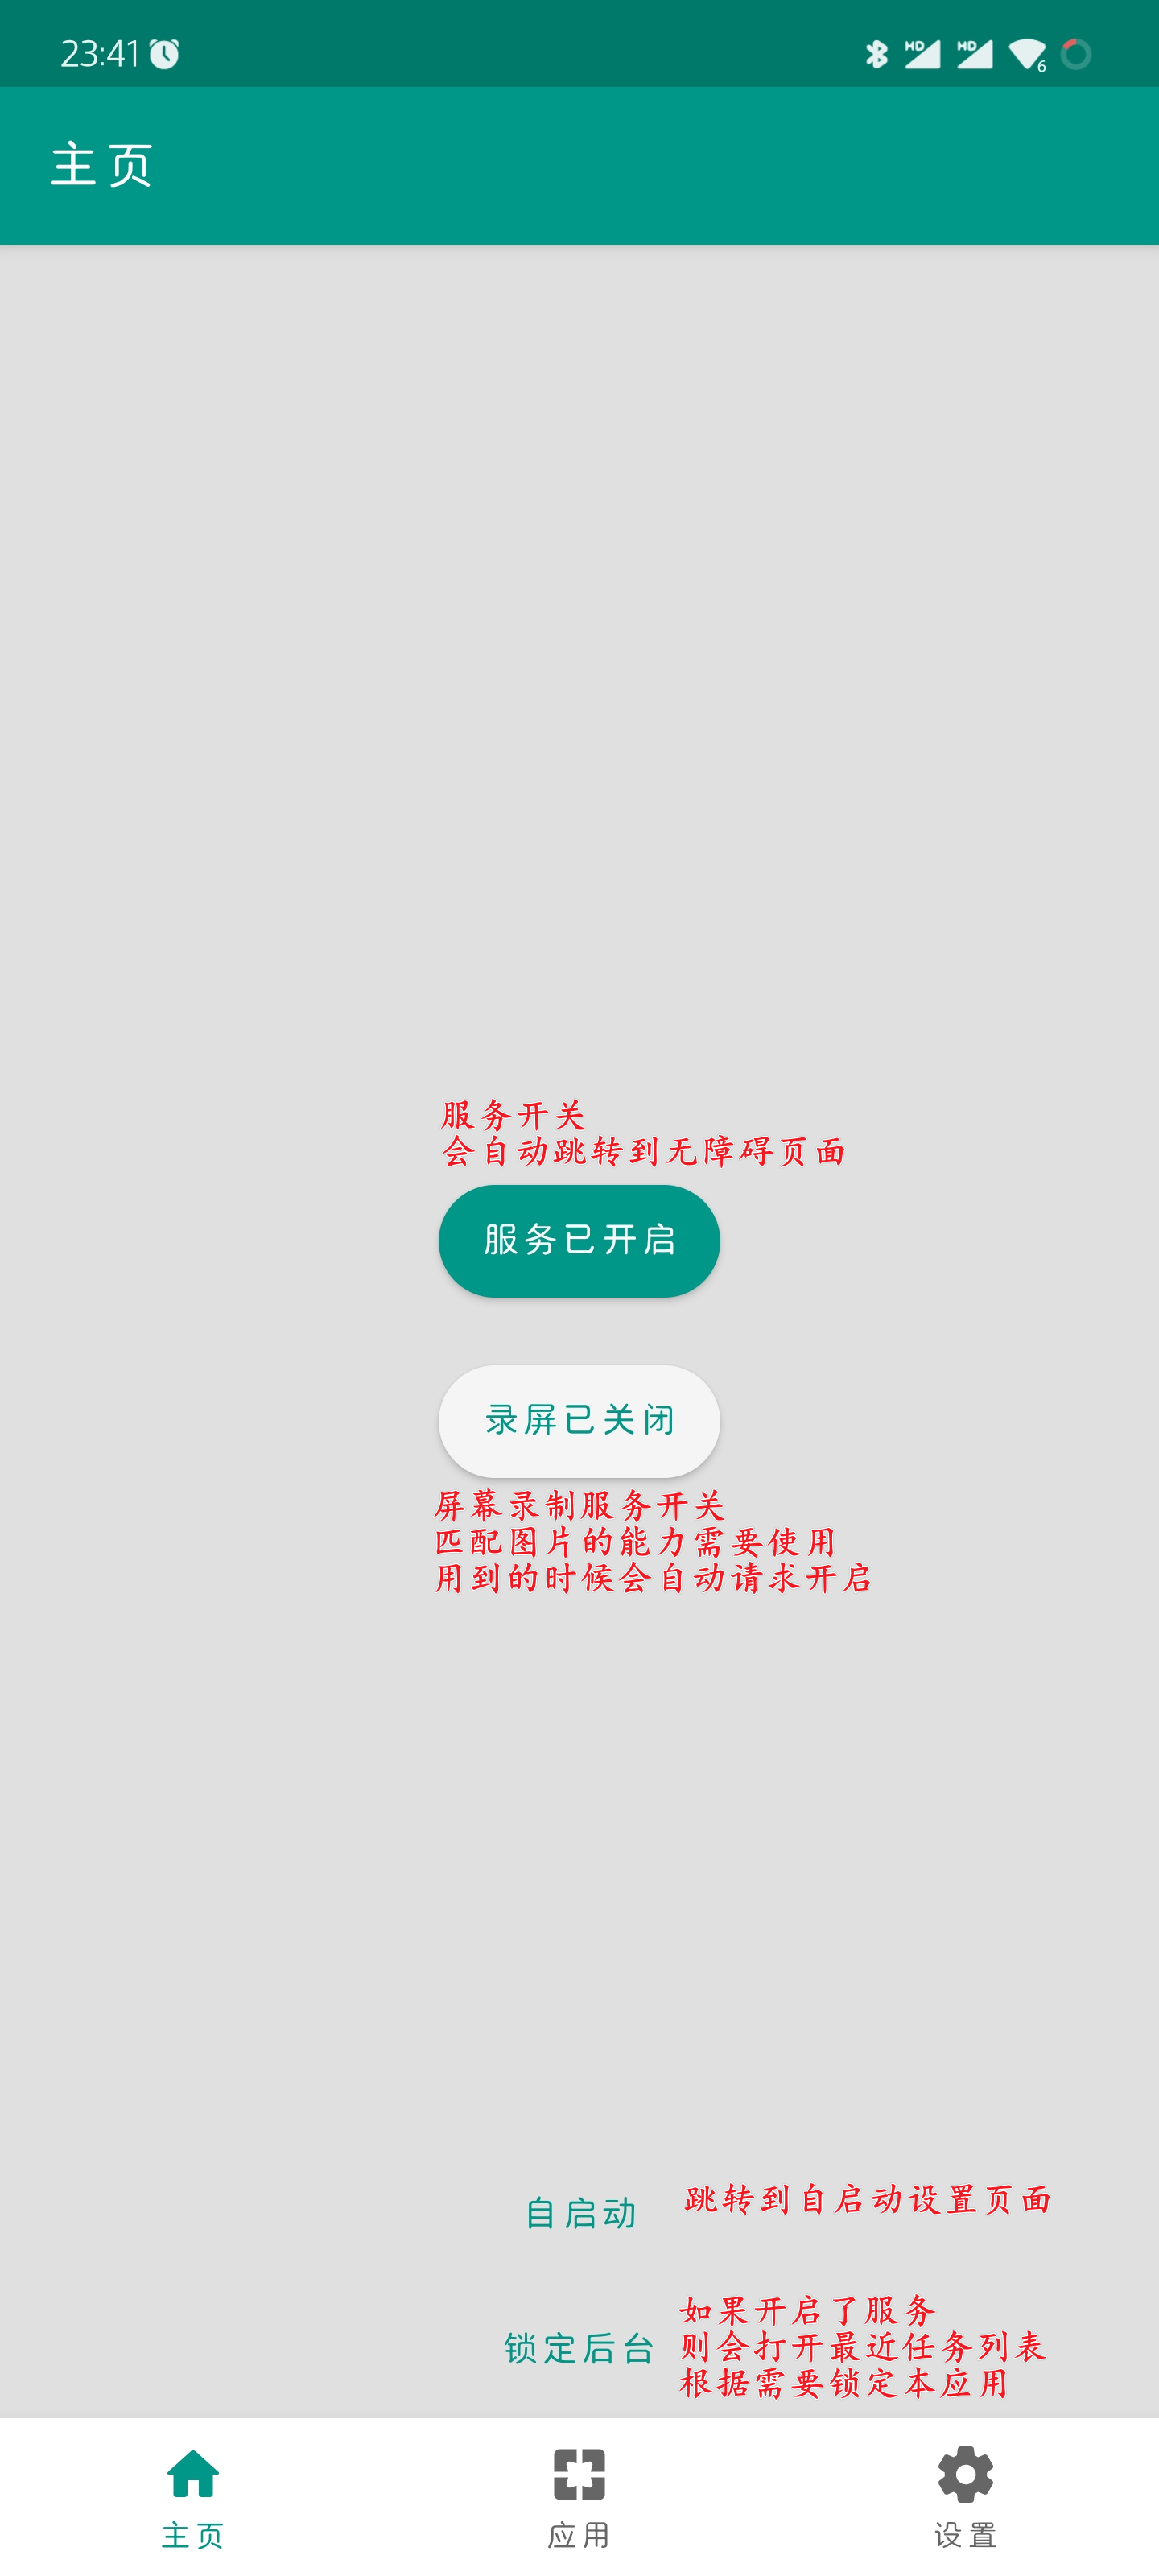 23:41
HD HD 6
主页
服务开关
会自动跳转到无障碍页面
服务已开启
录屏已关闭
屏幕录制服务开关
匹配图片的能力需要使用
用到的时候会自动请求开启
自启动 跳转到自启动设置页面
如果开启了服务
锁定后台 则会打开最近任务列表
根据需要锁定本应用
主页 应用 设置